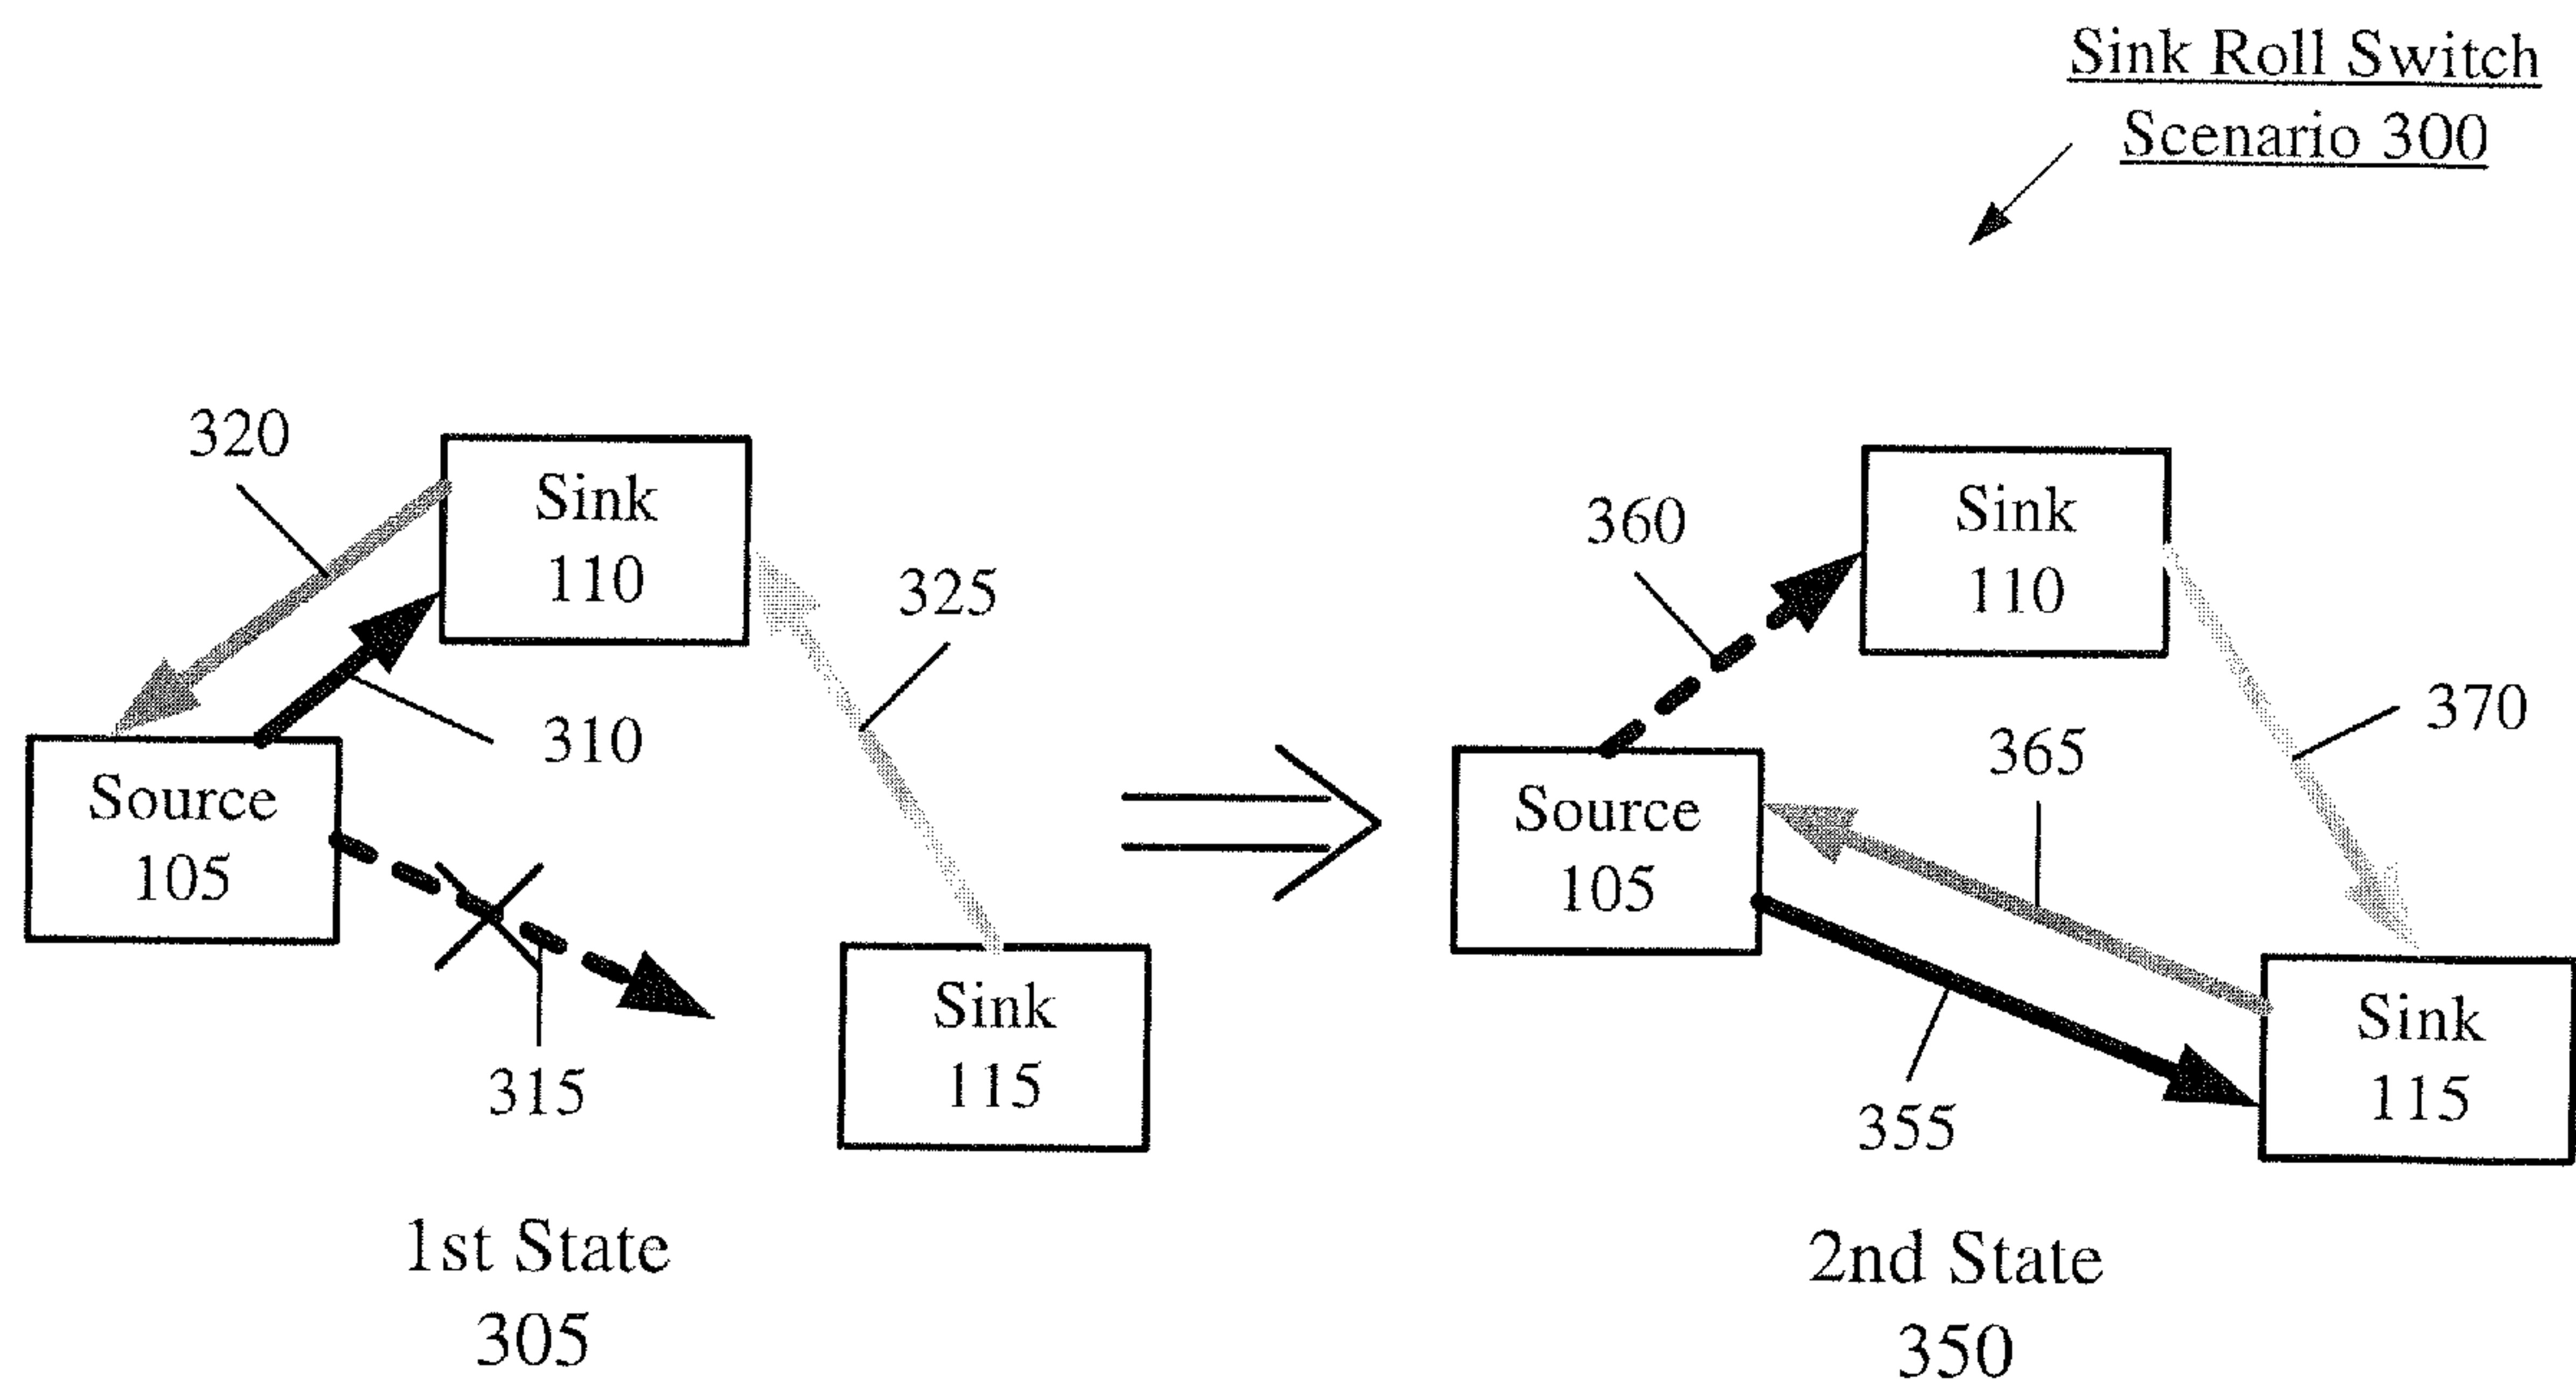 Sink Roll Switch
Scenario 300
320
Sink
110
325
310
Source
105
315
Sink
115
1st State
305
360
Sink
110
370
365
Source
105
355
Sink
115
2nd State
350